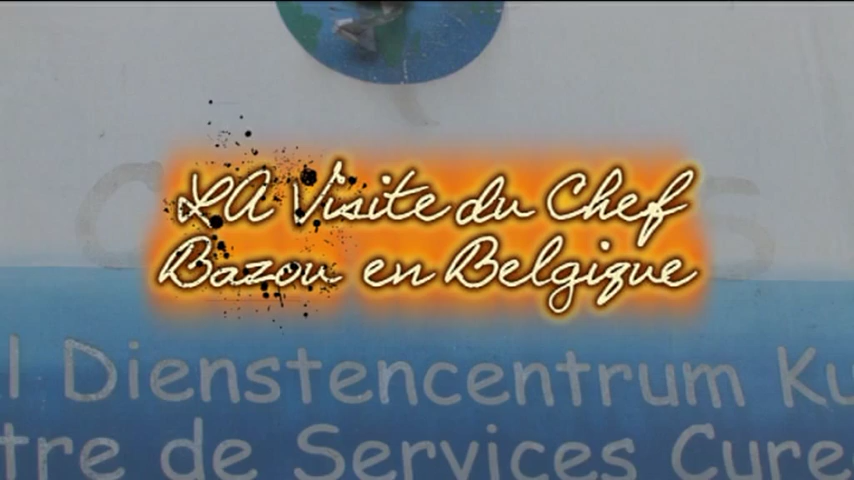 LA Visite du Chef
Bazou en Belgique
l Dienstencentrum Ku
tre de Services Cure